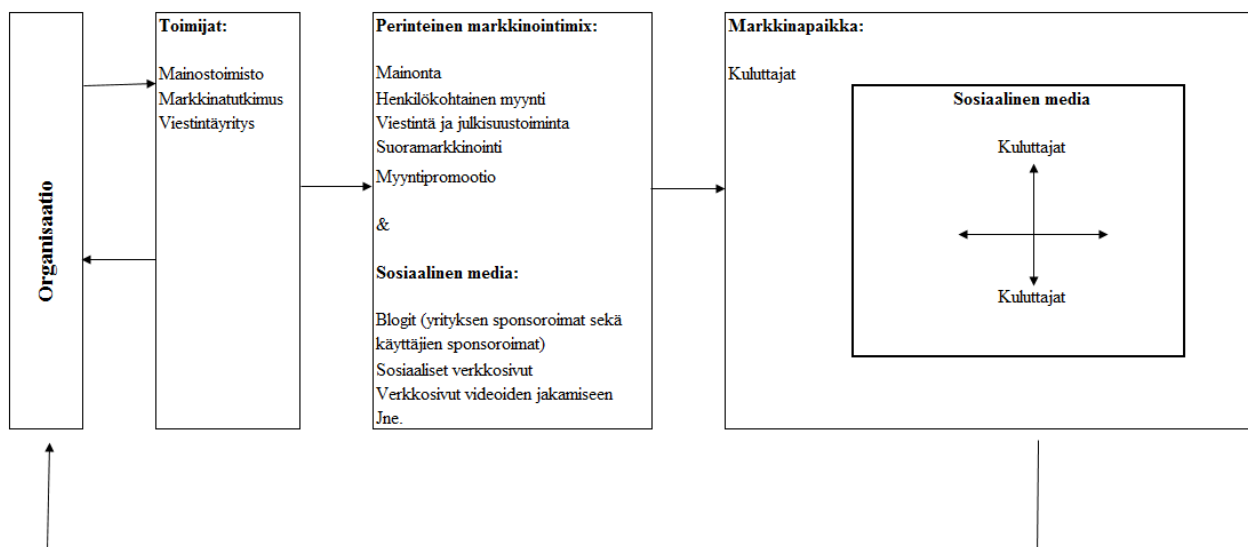 Organisaatio
Toimijat:
Mainostoimisto
Markkinatutkimus
Viestintäyritys
Perinteinen markkinointimix:
Mainonta
Henkilökohtainen myynti
Viestintä ja julkisuustoiminta
Suoramarkkinointi
Myyntipromootio
&
Sosiaalinen media:
Blogit (yrityksen sponsoroimat sekä
käyttäjien sponsoroimat)
Sosiaaliset verkkosivut
Verkkosivut videoiden jakamiseen
Jne.
Markkinapaikka:
Kuluttajat
Sosiaalinen media
Kuluttajat
Kuluttajat